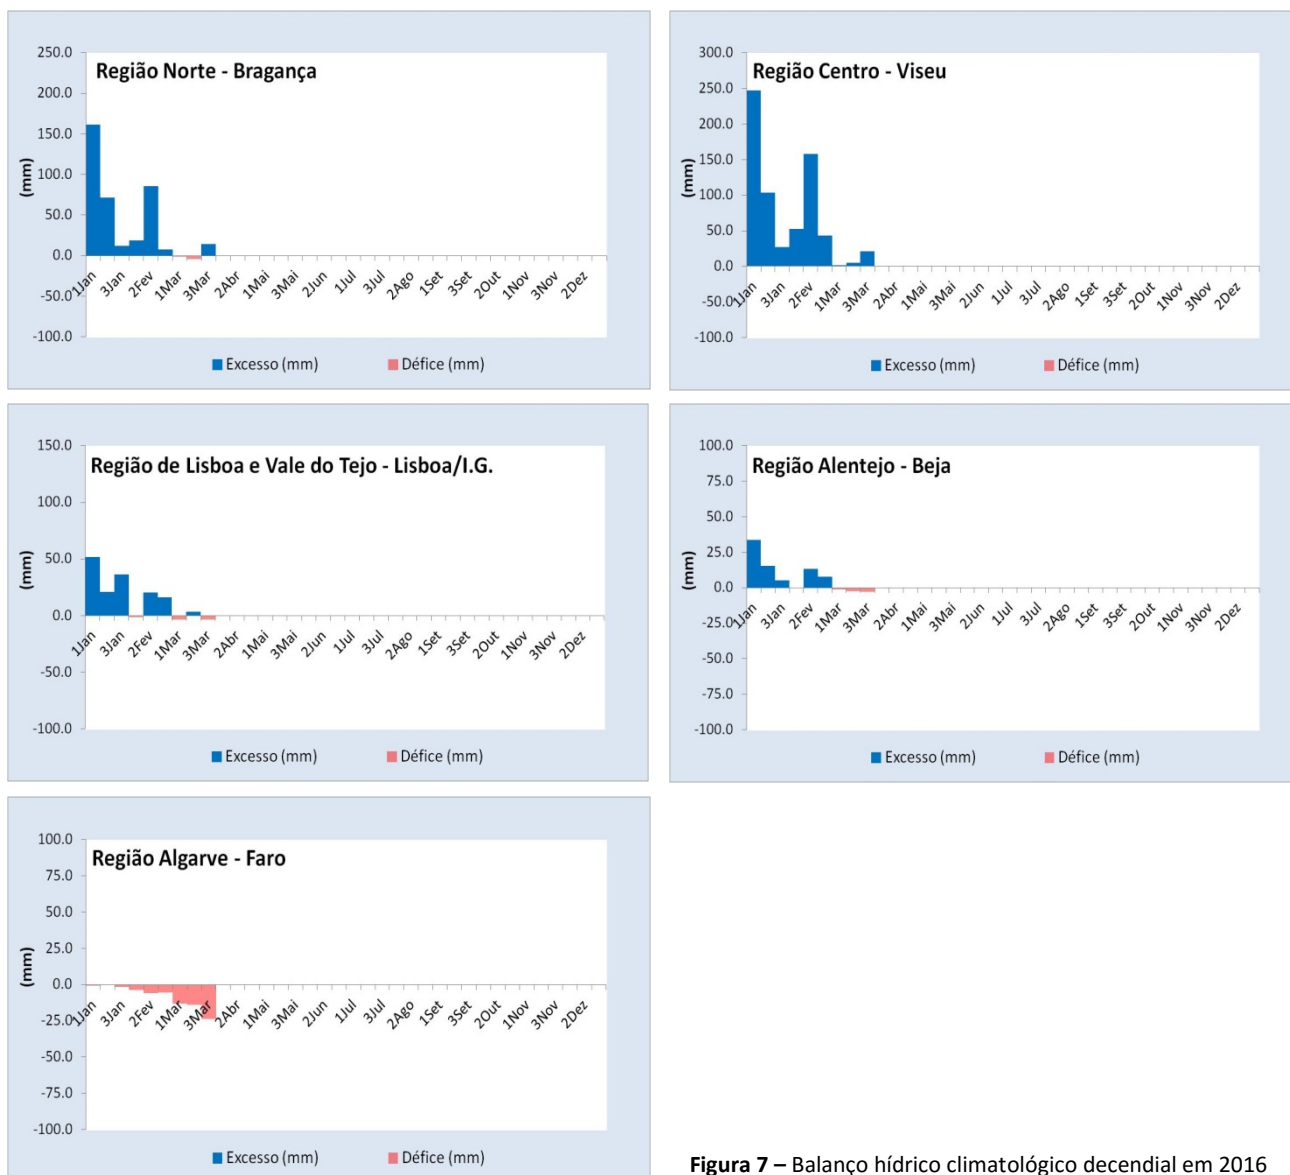 Região Norte - Bragança
250.0
200.0
150.0
100.0
50.0
0.0
-50.0
-100.0
(mm)
1Jan 3Jan 2Fev 1Mar 3Mar 2Abr 1Mai 3Mai 2Jun 1Jul 3Jul 2Ago 1Set 3Set 2Out 1Nov 3Nov 2Dez
Excesso (mm) Défice (mm)
Região Centro - Viseu
300.0
250.0
200.0
150.0
100.0
50.0
0.0
-50.0
-100.0
(mm)
1Jan 3Jan 2Fev 1Mar 3Mar 2Abr 1Mai 3Mai 2Jun 1Jul 3Jul 2Ago 1Set 3Set 2Out 1Nov 3Nov 2Dez
Excesso (mm) Défice (mm)
Região de Lisboa e Vale do Tejo - Lisboa/I.G.
150.0
100.0
50.0
0.0
-50.0
-100.0
(mm)
1Jan 3Jan 2Fev 1Mar 3Mar 2Abr 1Mai 3Mai 2Jun 1Jul 3Jul 2Ago 1Set 3Set 2Out 1Nov 3Nov 2Dez
Excesso (mm) Défice (mm)
Região Alentejo - Beja
100.0
75.0
50.0
25.0
0.0
-25.0
-50.0
-75.0
-100.0
(mm)
1Jan 3Jan 2Fev 1Mar 3Mar 2Abr 1Mai 3Mai 2Jun 1Jul 3Jul 2Ago 1Set 3Set 2Out 1Nov 3Nov 2Dez
Excesso (mm) Défice (mm)
Região Algarve - Faro
100.0
75.0
50.0
25.0
0.0
-25.0
-50.0
-75.0
-100.0
(mm)
1Jan 3Jan 2Fev 1Mar 3Mar 2Abr 1Mai 3Mai 2Jun 1Jul 3Jul 2Ago 1Set 3Set 2Out 1Nov 3Nov 2Dez
Excesso (mm) Défice (mm)
Figura 7 – Balanço hídrico climatológico decendial em 2016